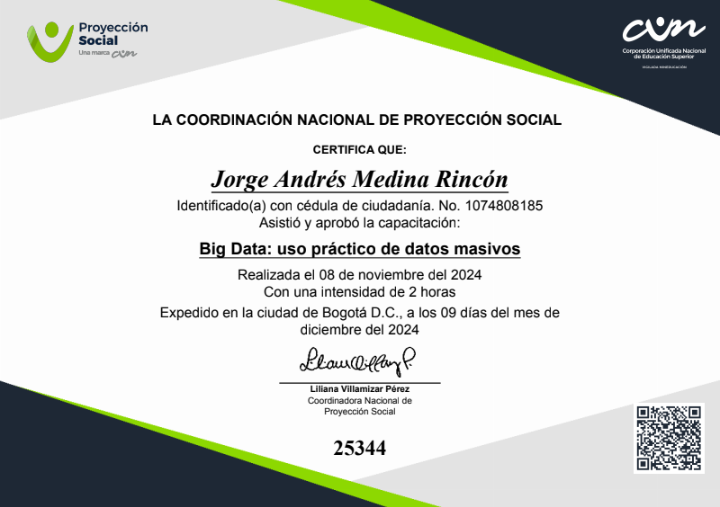 Proyección
Social
Una marca cun
cun
Corporación Unificada Nacional
de Educación Superior
VIGILADA MINEDUCACIÓN
LA COORDINACIÓN NACIONAL DE PROYECCIÓN SOCIAL
CERTIFICA QUE:
Jorge Andrés Medina Rincón
Identificado(a) con cédula de ciudadanía. No. 1074808185
Asistió y aprobó la capacitación:
Big Data: uso práctico de datos masivos
Realizada el 08 de noviembre del 2024
Con una intensidad de 2 horas
Expedido en la ciudad de Bogotá D.C., a los 09 días del mes de
diciembre del 2024
Liliana Villamizar Pérez
Coordinadora Nacional de
Proyección Social
25344